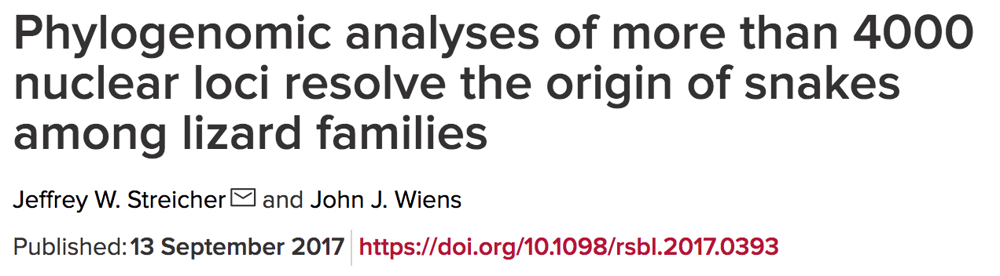 Phylogenomic analyses of more than 4000
nuclear loci resolve the origin of snakes
among lizard families
Jeffrey W. Streicher and John J. Wiens
Published: 13 September 2017 https://doi.org/10.1098/rsbl.2017.0393